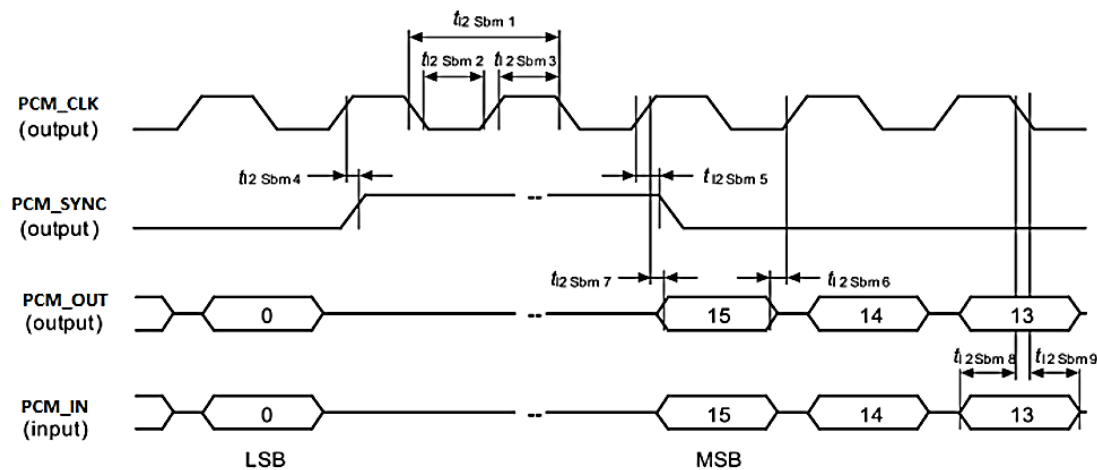 tI2 Sbm 1
tI2 Sbm 2 tI2 Sbm 3
PCM_CLK
(output)
tI2 Sbm 4
tI2 Sbm 5
PCM_SYNC
(output)
--
tI2 Sbm 7
tI2 Sbm 6
PCM_OUT
(output)
0 -- 15 14 13
tI2 Sbm 8 tI2 Sbm 9
PCM_IN
(input)
0 -- 15 14 13
LSB MSB